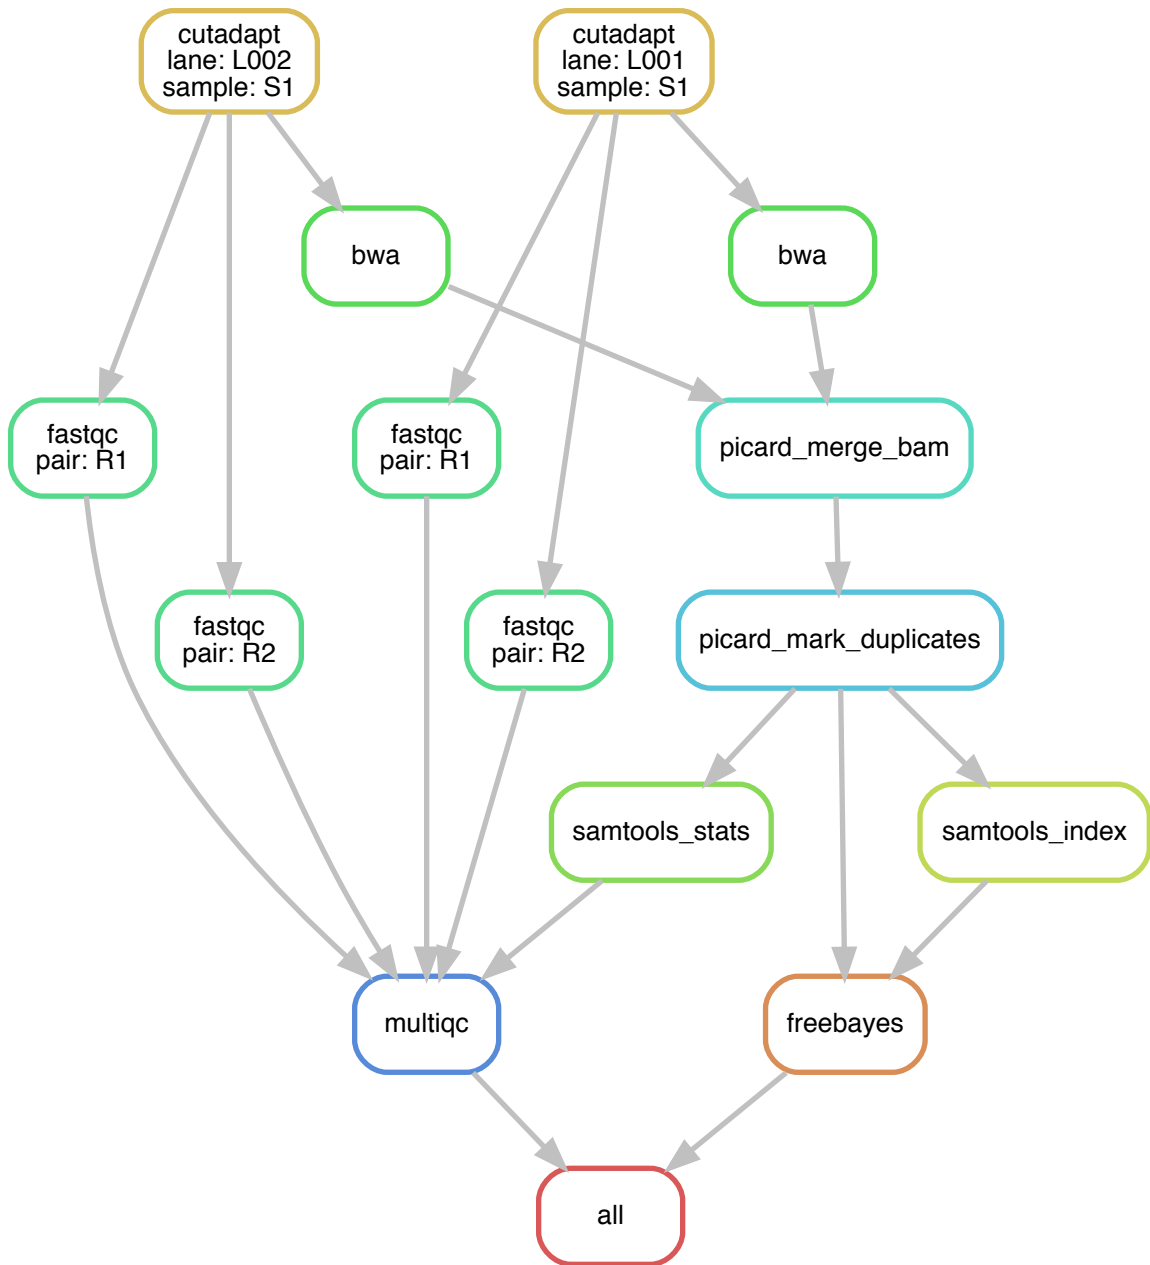 cutadapt
lane: L002
sample: S1
cutadapt
lane: L001
sample: S1
bwa
bwa
fastqc
pair: R1
fastqc
pair: R1
picard_merge_bam
fastqc
pair: R2
fastqc
pair: R2
picard_mark_duplicates
samtools_stats
samtools_index
multiqc
freebayes
all